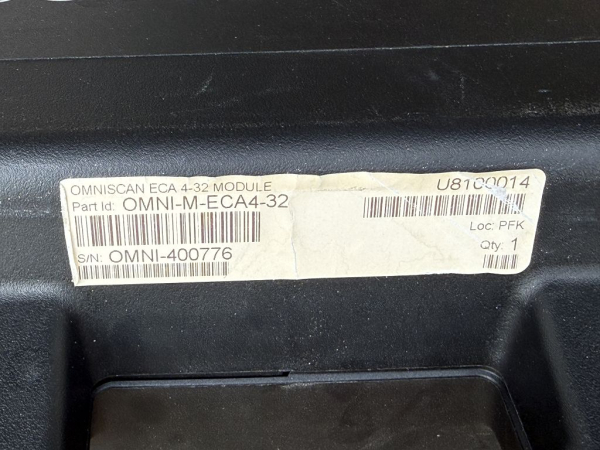 OMNISCAN ECA 4-32 MODULE
U8100014
Part Id: OMNI-M-ECA4-32
Loc: PFK
S/N: OMNI-400776
Qty: 1